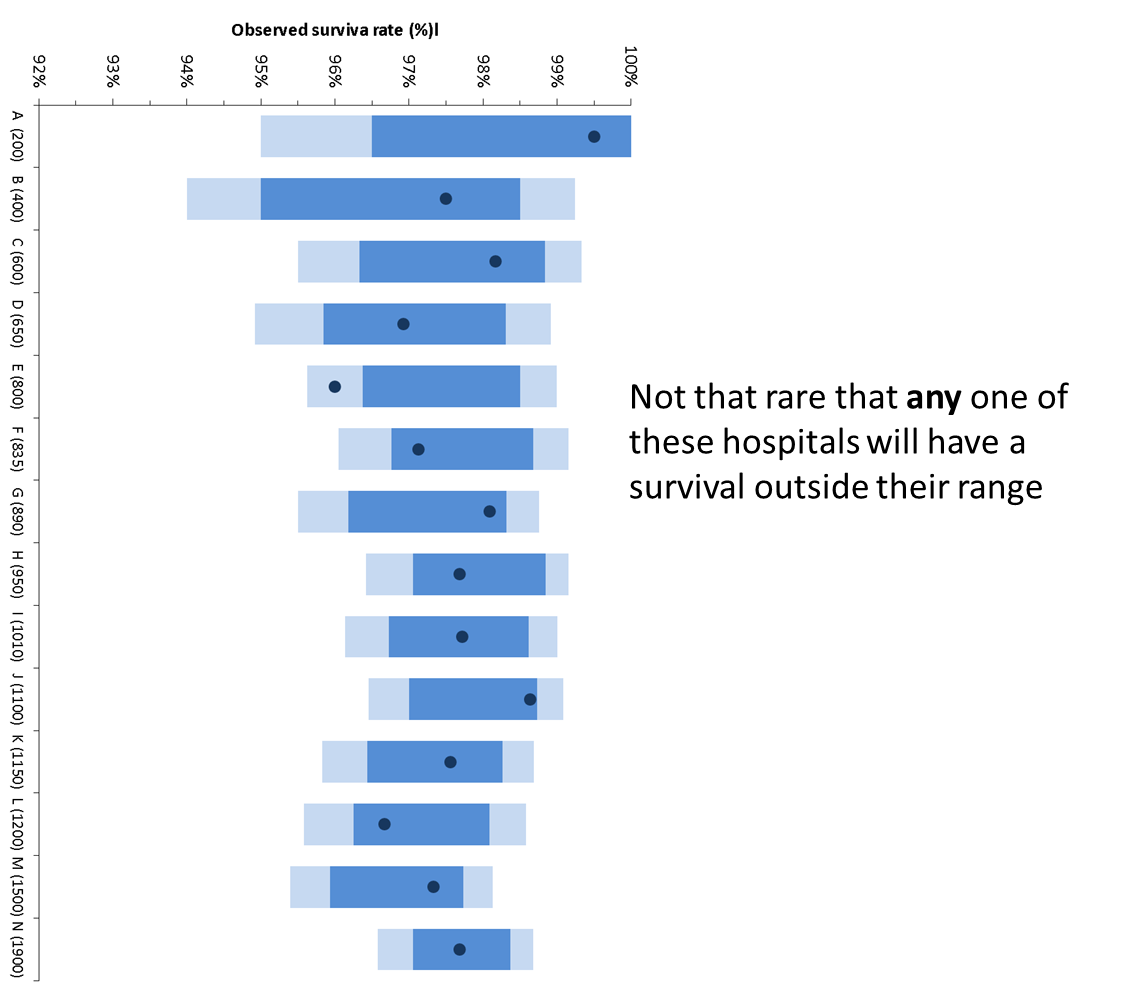 Observed surviva rate (%)l
92%
93%
94%
95%
96%
97%
98%
99%
100%
A (200)
B (400)
C (600)
D (650)
E (800)
F (835)
G (890)
H (950)
I (1010)
J (1100)
K (1150)
L (1200)
M (1500)
N (1900)
Not that rare that any one of
these hospitals will have a
survival outside their range